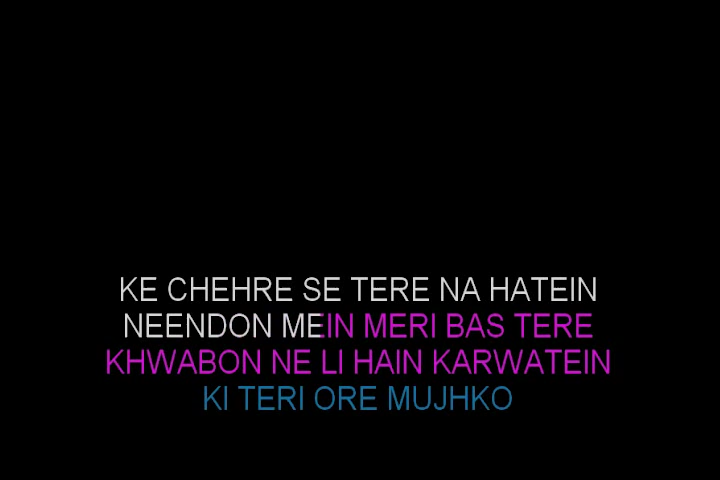 KE CHEHRE SE TERE NA HATEIN
NEENDON MEIN MERI BAS TERE
KHWABON NE LI HAIN KARWATEIN
KI TERI ORE MUJHKO